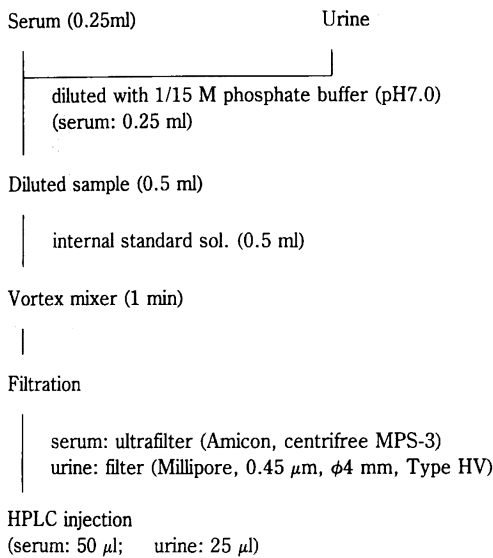 Serum (0.25ml) Urine
diluted with 1/15 M phosphate buffer (pH7.0)
(serum: 0.25 ml)
Diluted sample (0.5 ml)
internal standard sol. (0.5 ml)
Vortex mixer (1 min)
Filtration
serum: ultrafilter (Amicon, centrifree MPS-3)
urine: filter (Millipore, 0.45 μm, ϕ4 mm, Type HV)
HPLC injection
(serum: 50 μl; urine: 25 μl)